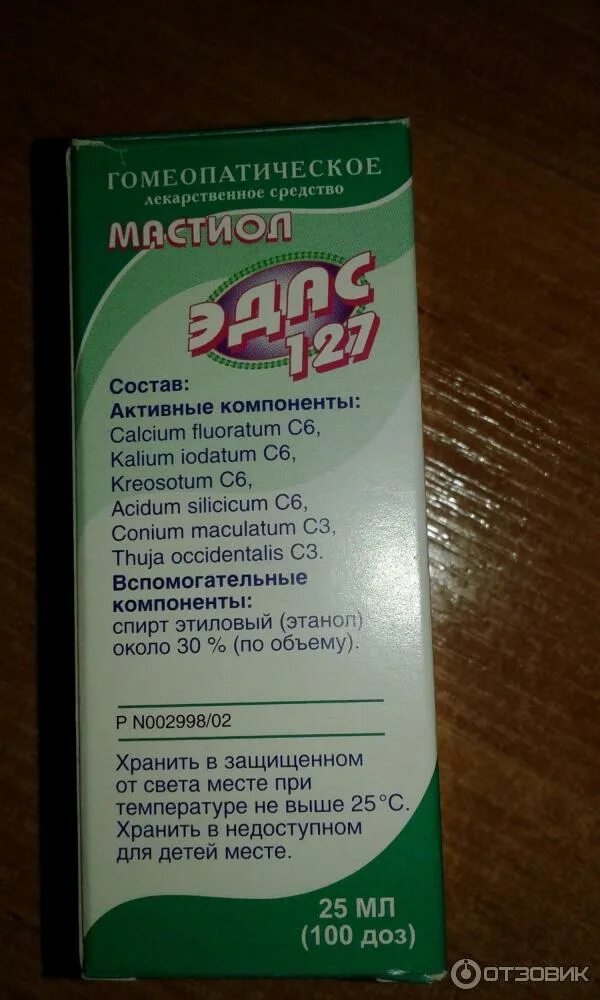 ГОМЕОПАТИЧЕСКОЕ
лекарственное средство
МАСТИОЛ
ЭДАС
127
Состав:
Активные компоненты:
Calcium fluoratum C6,
Kalium iodatum C6,
Kreosotum C6,
Acidum silicicum C6,
Conium maculatum C3,
Thuja occidentalis C3.
Вспомогательные
компоненты:
спирт этиловый (этанол)
около 30 % (по объему).
Р N002998/02
Хранить в защищенном
от света месте при
температуре не выше 25°С.
Хранить в недоступном
для детей месте.
25 МЛ
(100 доз)
ОТЗОВИК